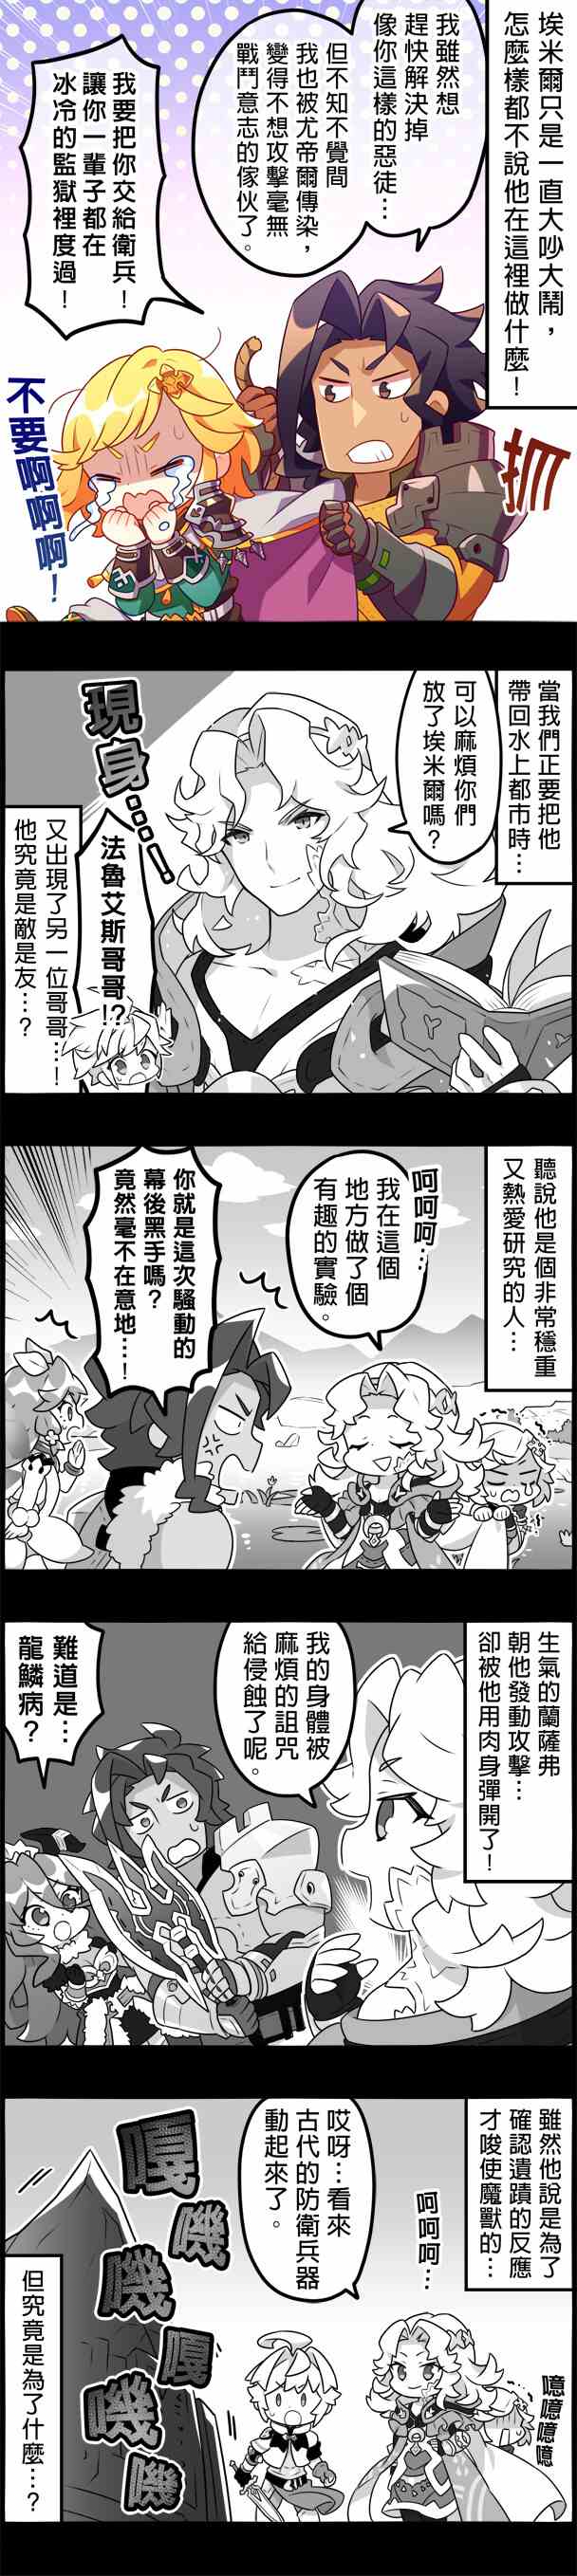 埃米爾只是一直大吵大鬧，
怎麼樣都不說他在這裡做什麼！
我雖然想
趕快解決掉
像你這樣的惡徒…
但不知不覺間
我也被尤帝爾傳染，
變得不想攻擊毫無
戰鬥意志的傢伙了。
我要把你交給衛兵！
讓你一輩子都在
冰冷的監獄裡度過！
抓
不要啊啊啊！
當我們正要把他
帶回水上都市時…
可以麻煩你們
放了埃米爾嗎？
現身…！
法魯艾斯哥哥!?
又出現了另一位哥哥…！
他究竟是敵是友…？
聽說他是個非常穩重
又熱愛研究的人…
呵呵呵…
我在這個
地方做了個
有趣的實驗。
你就是這次騷動的
幕後黑手嗎？
竟然毫不在意地…！
生氣的蘭薩弗
朝他發動攻擊…
卻被他用肉身彈開了！
我的身體被
麻煩的詛咒
給侵蝕了呢。
難道是…
龍鱗病？
雖然他說是為了
確認遺蹟的反應
才唆使魔獸的…
呵呵呵…
哎呀…看來
古代的防衛兵器
動起來了。
噫噫噫噫
嘎嘰嘰嘎嘰嘰
但究竟是為了什麼…？